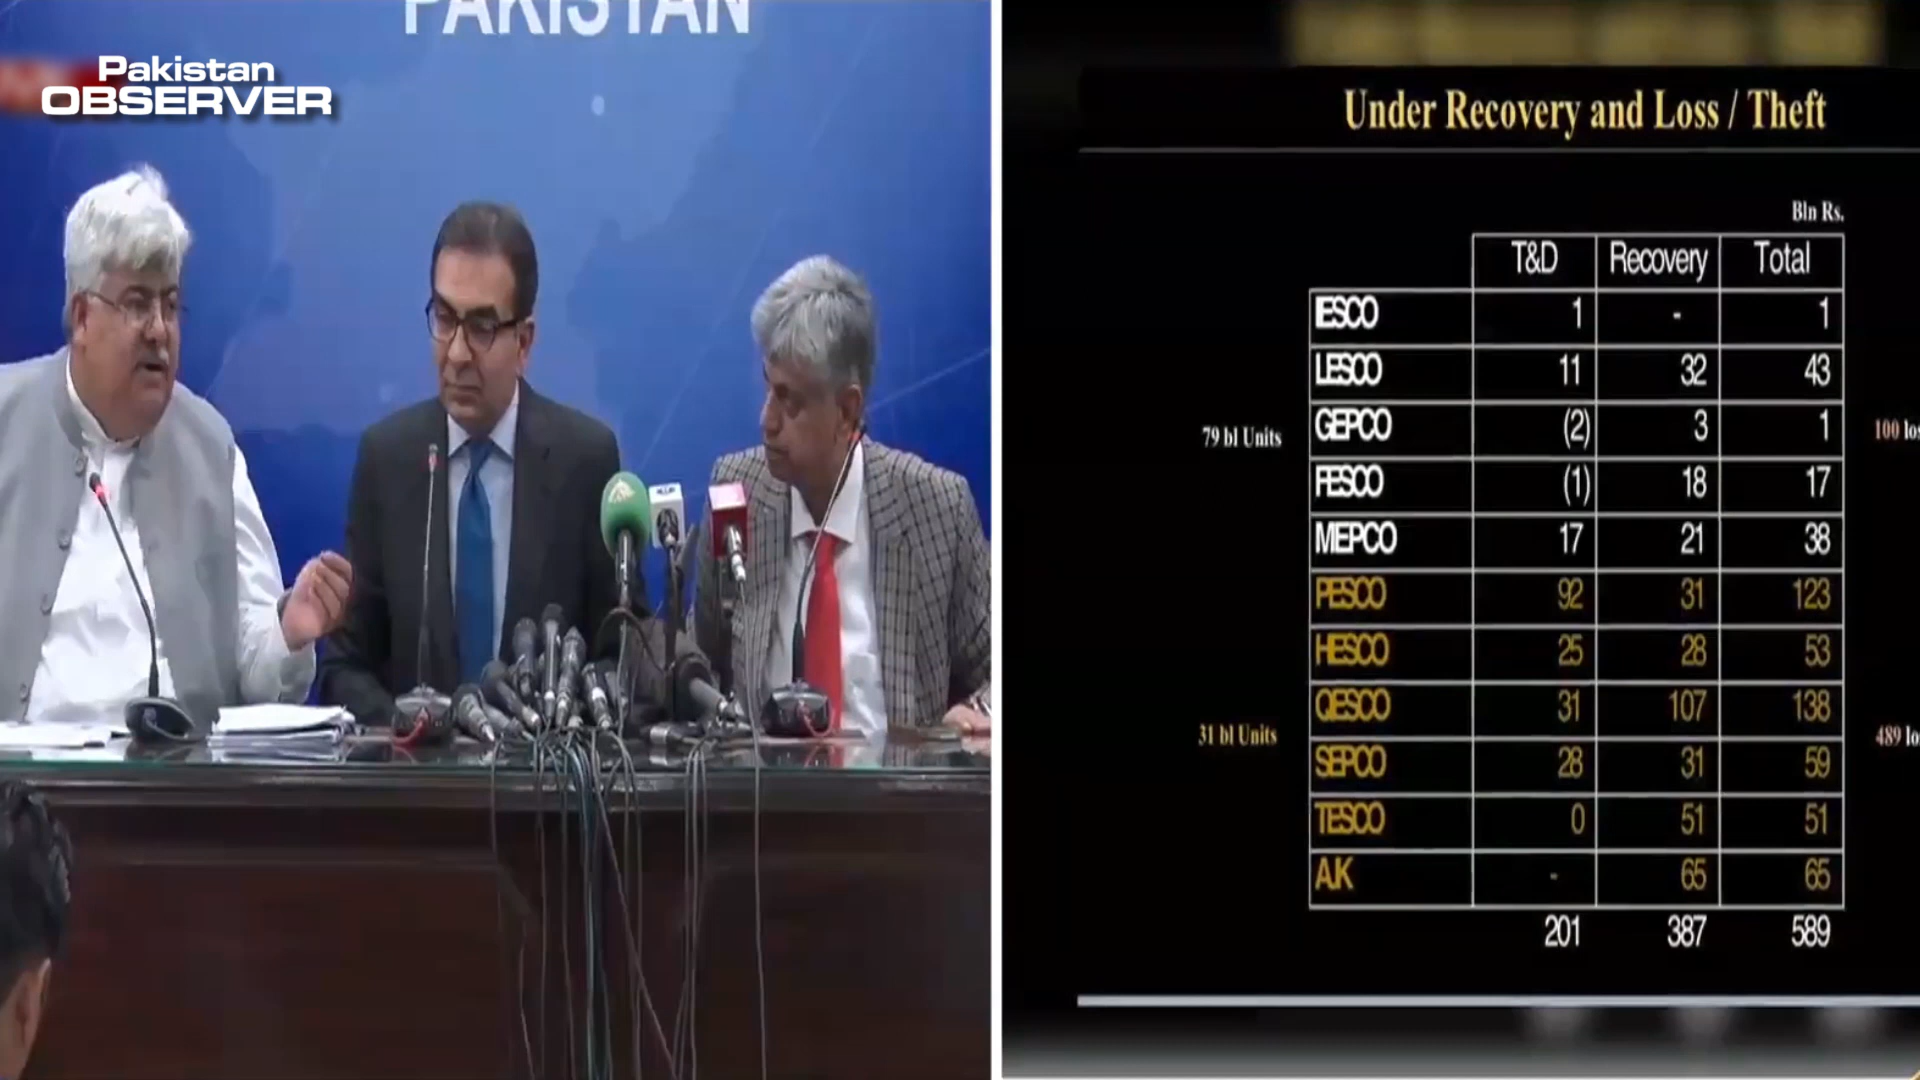 PAKISTAN
Pakistan
OBSERVER
Under Recovery and Loss / Theft
Bln Rs.
T&D Recovery Total
IESCO 1 - 1
LESCO 11 32 43
GEPCO (2) 3 1
79 bl Units
100
FESCO (1) 18 17
MEPCO 17 21 38
PESCO 92 31 123
HESCO 25 28 53
QESCO 31 107 138
31 bl Units
489
SEPCO 28 31 59
TESCO 0 51 51
A.K - 65 65
201 387 589